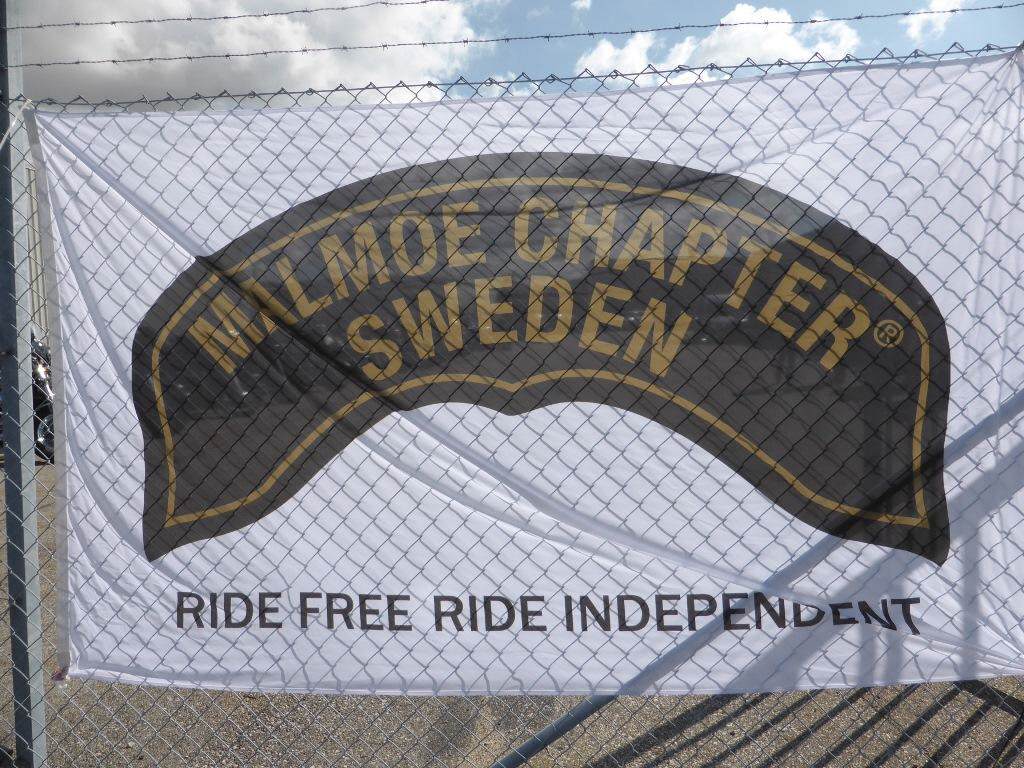 MALMOE CHAPTER ®
SWEDEN
RIDE FREE RIDE INDEPENDENT